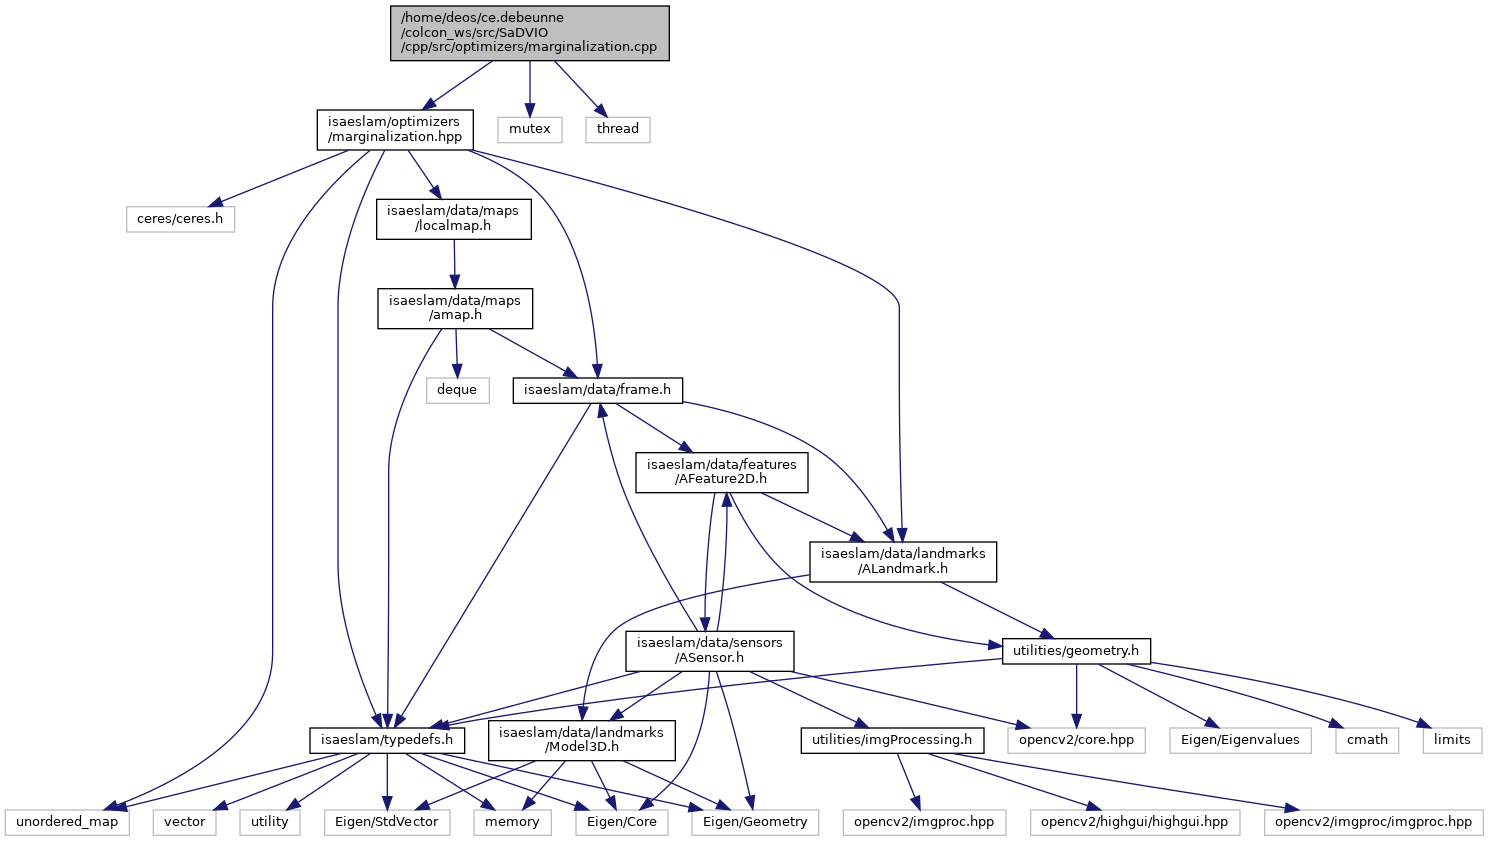 /home/deos/ce.debeunne
/colcon_ws/src/SaDVIO
/cpp/src/optimizers/marginalization.cpp
isaeslam/optimizers
/marginalization.hpp
mutex
thread
ceres/ceres.h
isaeslam/data/maps
/localmap.h
isaeslam/data/maps
/amap.h
deque
isaeslam/data/frame.h
isaeslam/data/features
/AFeature2D.h
isaeslam/data/landmarks
/ALandmark.h
isaeslam/data/sensors
/ASensor.h
utilities/geometry.h
isaeslam/typedefs.h
isaeslam/data/landmarks
/Model3D.h
utilities/imgProcessing.h
opencv2/core.hpp
Eigen/Eigenvalues
cmath
limits
unordered_map
vector
utility
Eigen/StdVector
memory
Eigen/Core
Eigen/Geometry
opencv2/imgproc.hpp
opencv2/highgui/highgui.hpp
opencv2/imgproc/imgproc.hpp